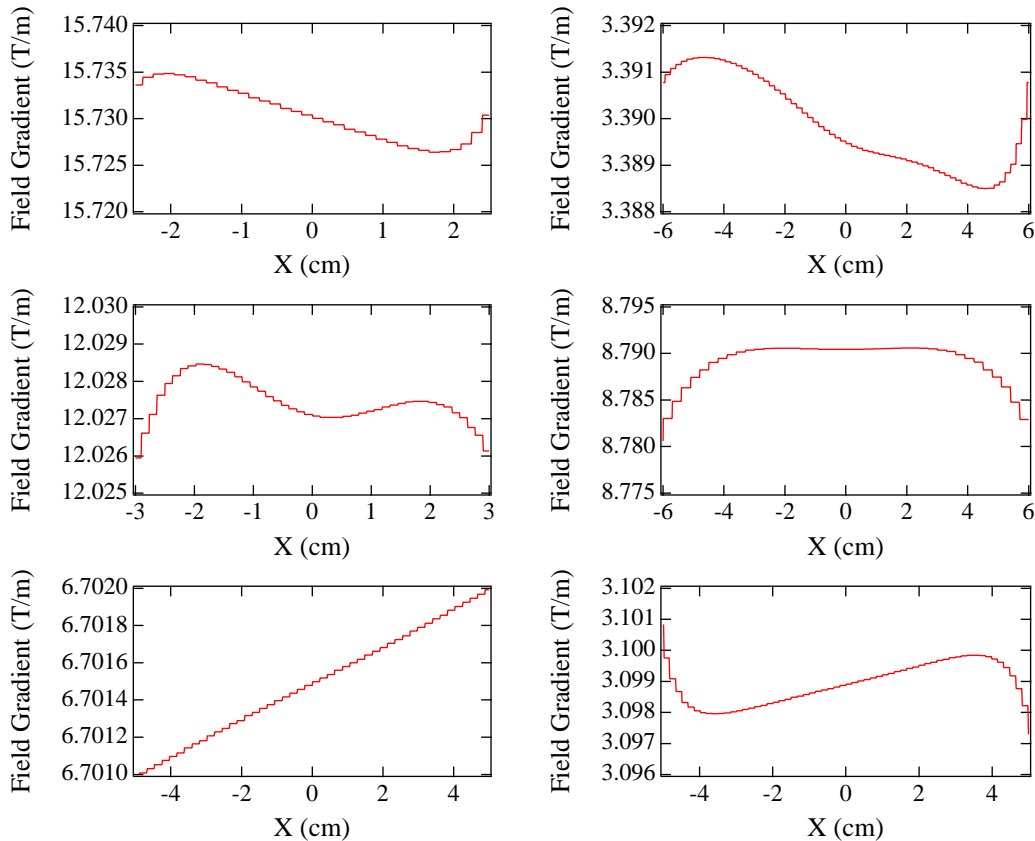 Field Gradient (T/m)
15.740
15.735
15.730
15.725
15.720
-2 -1 0 1 2
X (cm)
Field Gradient (T/m)
3.392
3.391
3.390
3.389
3.388
-6 -4 -2 0 2 4 6
X (cm)
Field Gradient (T/m)
12.030
12.029
12.028
12.027
12.026
12.025
-3 -2 -1 0 1 2 3
X (cm)
Field Gradient (T/m)
8.795
8.790
8.785
8.780
8.775
-6 -4 -2 0 2 4 6
X (cm)
Field Gradient (T/m)
6.7020
6.7018
6.7016
6.7014
6.7012
6.7010
-4 -2 0 2 4
X (cm)
Field Gradient (T/m)
3.102
3.101
3.100
3.099
3.098
3.097
3.096
-4 -2 0 2 4
X (cm)